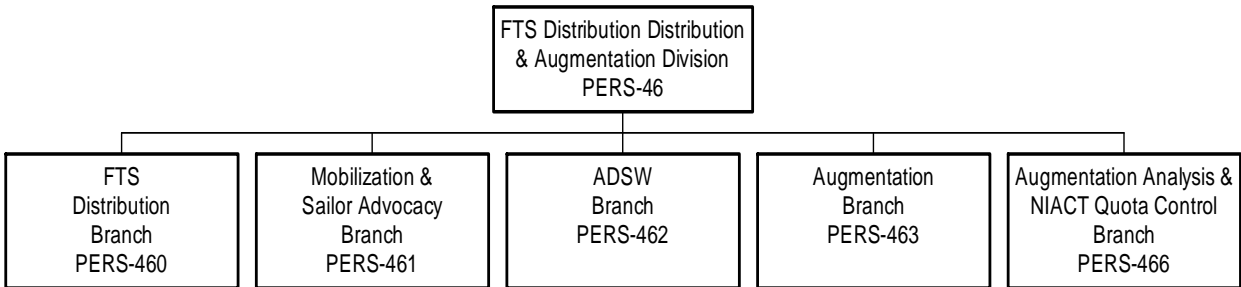 FTS Distribution Distribution
& Augmentation Division
PERS-46
FTS
Distribution
Branch
PERS-460
Mobilization &
Sailor Advocacy
Branch
PERS-461
ADSW
Branch
PERS-462
Augmentation
Branch
PERS-463
Augmentation Analysis &
NIACT Quota Control
Branch
PERS-466